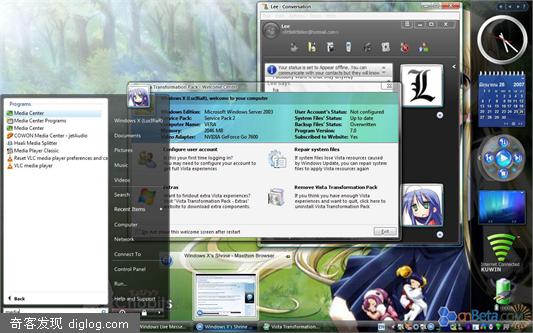 Lee - Conversation
Lee
Your status is set to Appear offline. You can
communicate with your contacts but they will know
Lee says:
Transformation Pack - Welcome Center
Windows X (LucIRaR), welcome to your computer
Windows Edition: Microsoft Windows Server 2003
Service Pack: Service Pack 2
Computer Name: VERA
Memory: 2046 MB
Video Adapter: NVIDIA GeForce Go 7600
User Account's Status: Not configured
System Files' Status: Up to date
Backup Files' Status: Overwritten
Program Version: 7.0
Subscribed to Website: Yes
Configure user account
Is this your first time logging in?
You may need to configure your account to
get full Vista experiences
Repair system files
If system files lose Vista resources caused
by Windows Update, you can repair system
files to apply Vista resources again
Extras
Want to findout extra Vista experiences?
Visit "Vista Transformation Pack - Extras"
website to download extra components.
Remove Vista Transformation Pack
If you think you have enough Vista
experiences and want to quit, click here to
uninstall Vista Transformation Pack
Do not show this welcome screen after restart
Exit
Programs
Media Center
Media Center Programs
Media Center
COWON Media Center - jetAudio
Haali Media Splitter
Media Player Classic
Reset VLC media player preferences and
VLC media player
Back
Windows X (LucIRaR)
Documents
Pictures
Music
Videos
Search
Recent Items
Computer
Network
Connect To
Control Panel
Run...
Help and Support
Windows X's Shrine - Maxthon Browser
26
2007
Internet Connected
KUWIN
cnBeta.com
奇客发现 diglog.com
Windows Live Messe...
Windows X's Shrine ...
Vista Transformation...
EN